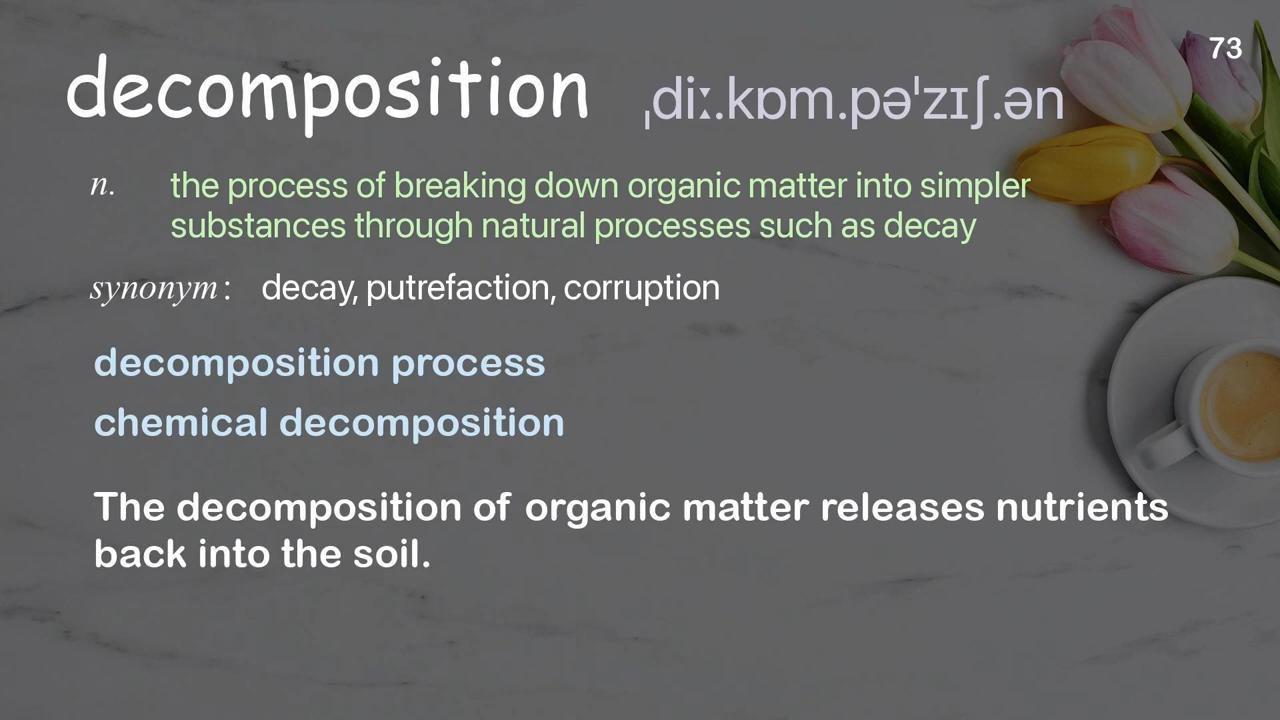 73
decomposition ˌdiː.kɒm.pəˈzɪʃ.ən
n. the process of breaking down organic matter into simpler
substances through natural processes such as decay
synonym: decay, putrefaction, corruption
decomposition process
chemical decomposition
The decomposition of organic matter releases nutrients
back into the soil.